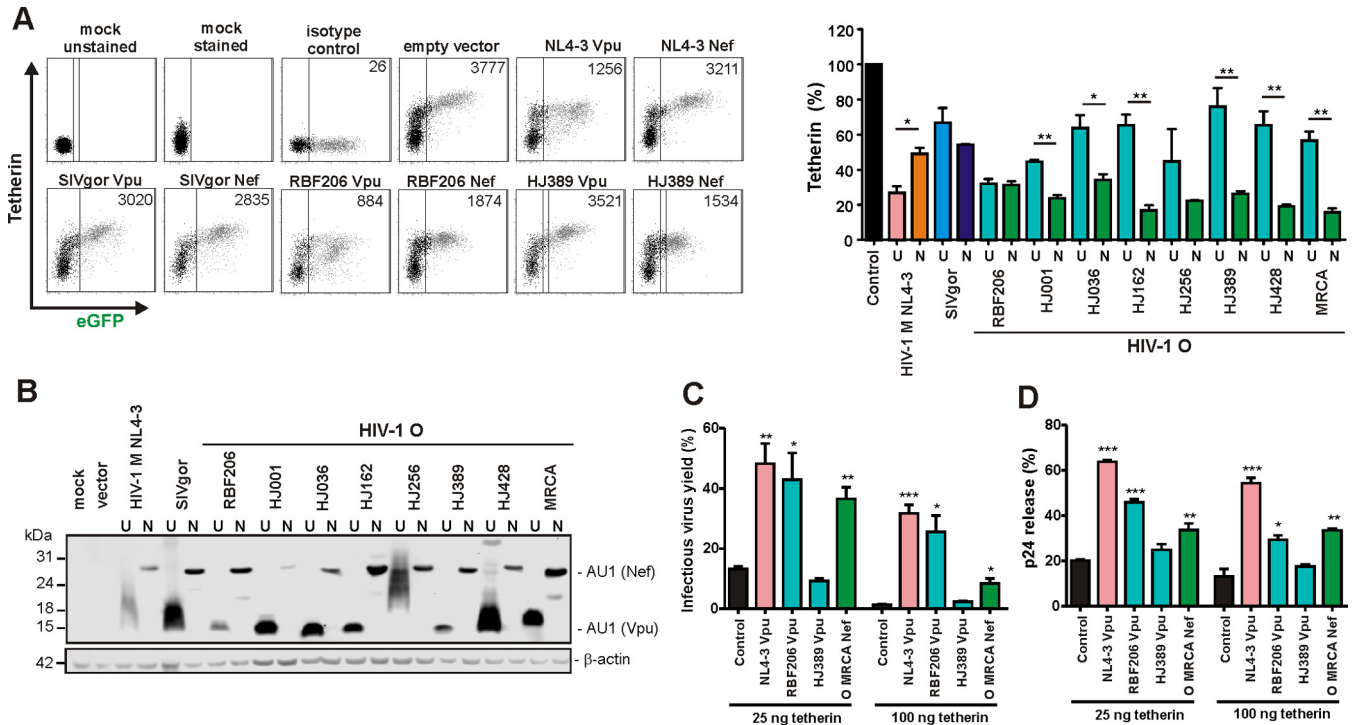 A
mock unstained
mock stained
isotype control
empty vector
NL4-3 Vpu
NL4-3 Nef
26
3777
1256
3211
SIVgor Vpu
SIVgor Nef
RBF206 Vpu
RBF206 Nef
HJ389 Vpu
HJ389 Nef
3020
2835
884
1874
3521
1534
Tetherin
eGFP
Tetherin (%)
100
80
60
40
20
0
* ** * ** ** ** **
U N U N U N U N U N U N U N U N U N U N
Control
HIV-1 M NL4-3
SIVgor
RBF206
HJ001
HJ036
HJ162
HJ256
HJ389
HJ428
MRCA
HIV-1 O
B
HIV-1 O
mock
vector
HIV-1 M NL4-3
SIVgor
RBF206
HJ001
HJ036
HJ162
HJ256
HJ389
HJ428
MRCA
U N U N U N U N U N U N U N U N U N U N
kDa
31
24
18
15
42
- AU1 (Nef)
- AU1 (Vpu)
- β-actin
C
Infectious virus yield (%)
60
40
20
0
** * ** *** * *
Control
NL4-3 Vpu
RBF206 Vpu
HJ389 Vpu
O MRCA Nef
Control
NL4-3 Vpu
RBF206 Vpu
HJ389 Vpu
O MRCA Nef
25 ng tetherin
100 ng tetherin
D
p24 release (%)
80
60
40
20
0
*** *** ** *** * **
Control
NL4-3 Vpu
RBF206 Vpu
HJ389 Vpu
O MRCA Nef
Control
NL4-3 Vpu
RBF206 Vpu
HJ389 Vpu
O MRCA Nef
25 ng tetherin
100 ng tetherin